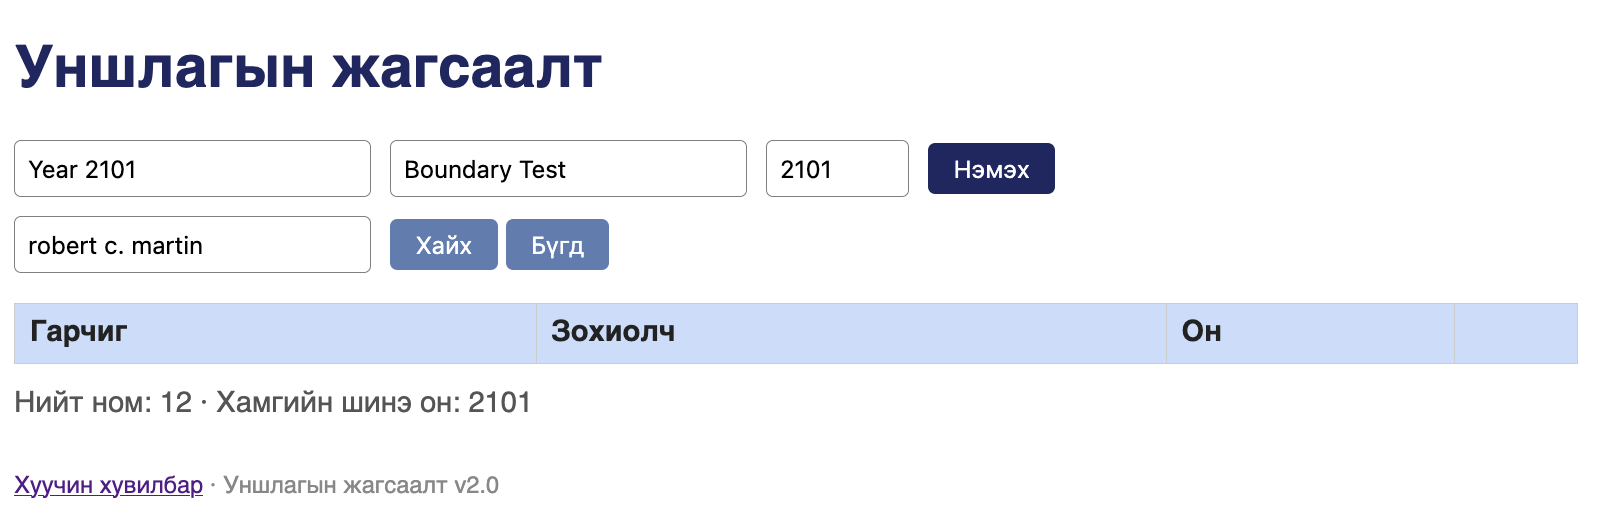 Уншлагын жагсаалт
Year 2101 Boundary Test 2101 Нэмэх
robert c. martin Хайх Бүгд
Гарчиг Зохиолч Он
Нийт ном: 12 · Хамгийн шинэ он: 2101
Хуучин хувилбар · Уншлагын жагсаалт v2.0